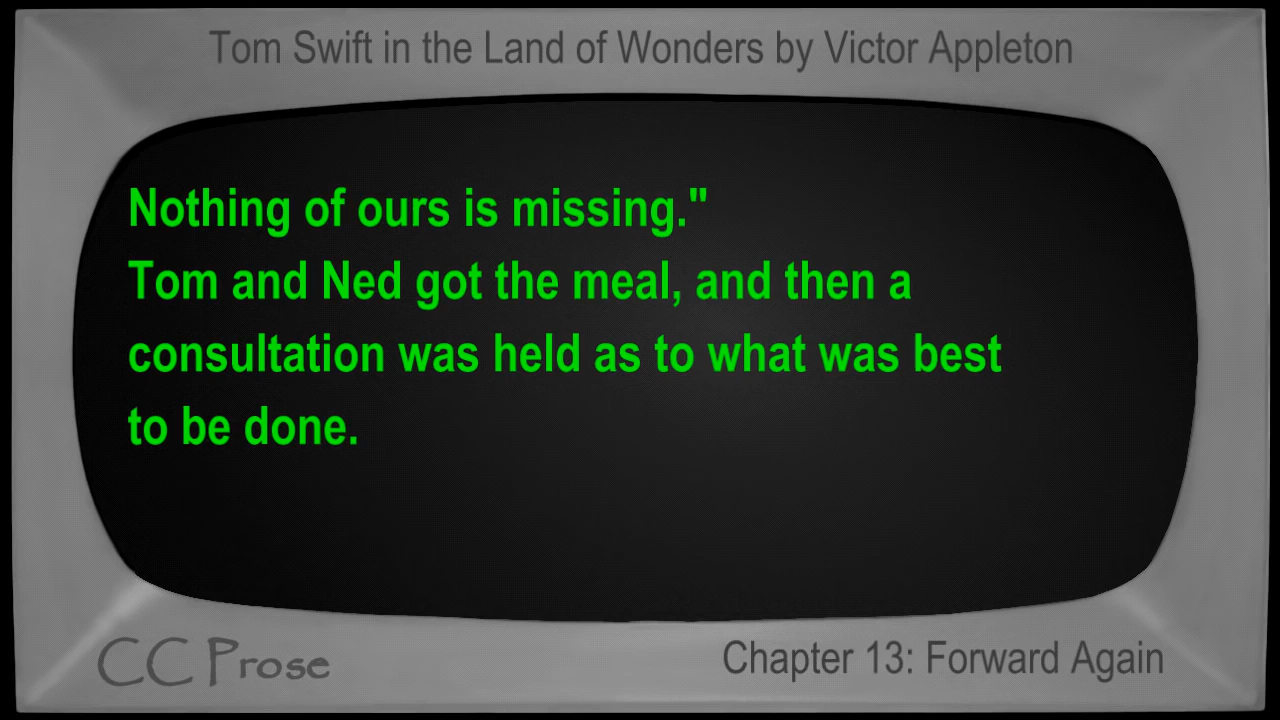 Tom Swift in the Land of Wonders by Victor Appleton
Nothing of ours is missing."
Tom and Ned got the meal, and then a
consultation was held as to what was best
to be done.
CC Prose
Chapter 13: Forward Again